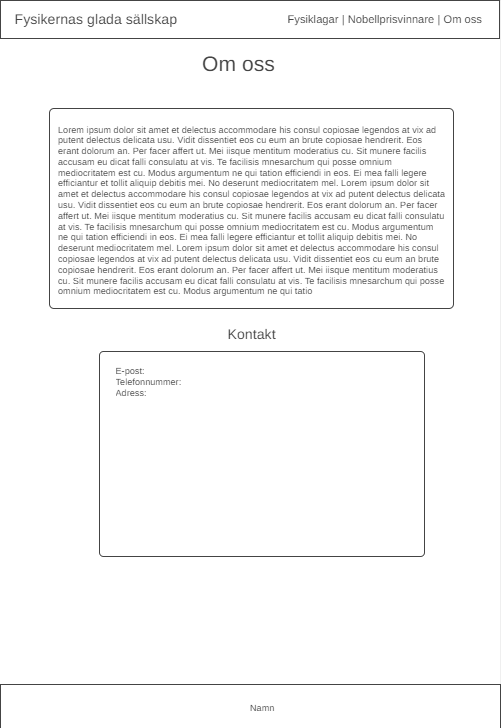 Fysikernas glada sällskap
Fysiklagar | Nobellprisvinnare | Om oss
Om oss
Lorem ipsum dolor sit amet et delectus accommodare his consul copiosae legendos at vix ad
putent delectus delicata usu. Vidit dissentiet eos cu eum an brute copiosae hendrerit. Eos
erant dolorum an. Per facer affert ut. Mei iisque mentitum moderatius cu. Sit munere facilis
accusam eu dicat falli consulatu at vis. Te facilisis mnesarchum qui posse omnium
mediocritatem est cu. Modus argumentum ne qui tation efficiendi in eos. Ei mea falli legere
efficiantur et tollit aliquip debitis mei. No deserunt mediocritatem mel. Lorem ipsum dolor sit
amet et delectus accommodare his consul copiosae legendos at vix ad putent delectus delicata
usu. Vidit dissentiet eos cu eum an brute copiosae hendrerit. Eos erant dolorum an. Per facer
affert ut. Mei iisque mentitum moderatius cu. Sit munere facilis accusam eu dicat falli consulatu
at vis. Te facilisis mnesarchum qui posse omnium mediocritatem est cu. Modus argumentum
ne qui tation efficiendi in eos. Ei mea falli legere efficiantur et tollit aliquip debitis mei. No
deserunt mediocritatem mel. Lorem ipsum dolor sit amet et delectus accommodare his consul
copiosae legendos at vix ad putent delectus delicata usu. Vidit dissentiet eos cu eum an brute
copiosae hendrerit. Eos erant dolorum an. Per facer affert ut. Mei iisque mentitum moderatius
cu. Sit munere facilis accusam eu dicat falli consulatu at vis. Te facilisis mnesarchum qui posse
omnium mediocritatem est cu. Modus argumentum ne qui tatio
Kontakt
E-post:
Telefonnummer:
Adress:
Namn